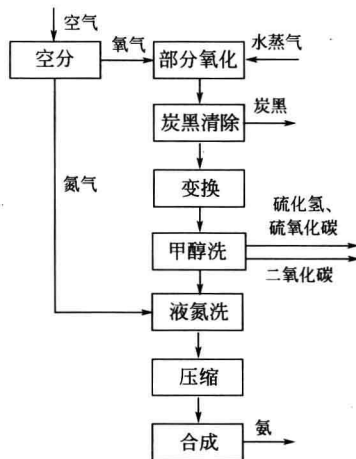 空气
空分
氧气
部分氧化
水蒸气
炭黑清除
炭黑
变换
氮气
硫化氢、
硫氧化碳
甲醇洗
二氧化碳
液氮洗
压缩
合成
氨